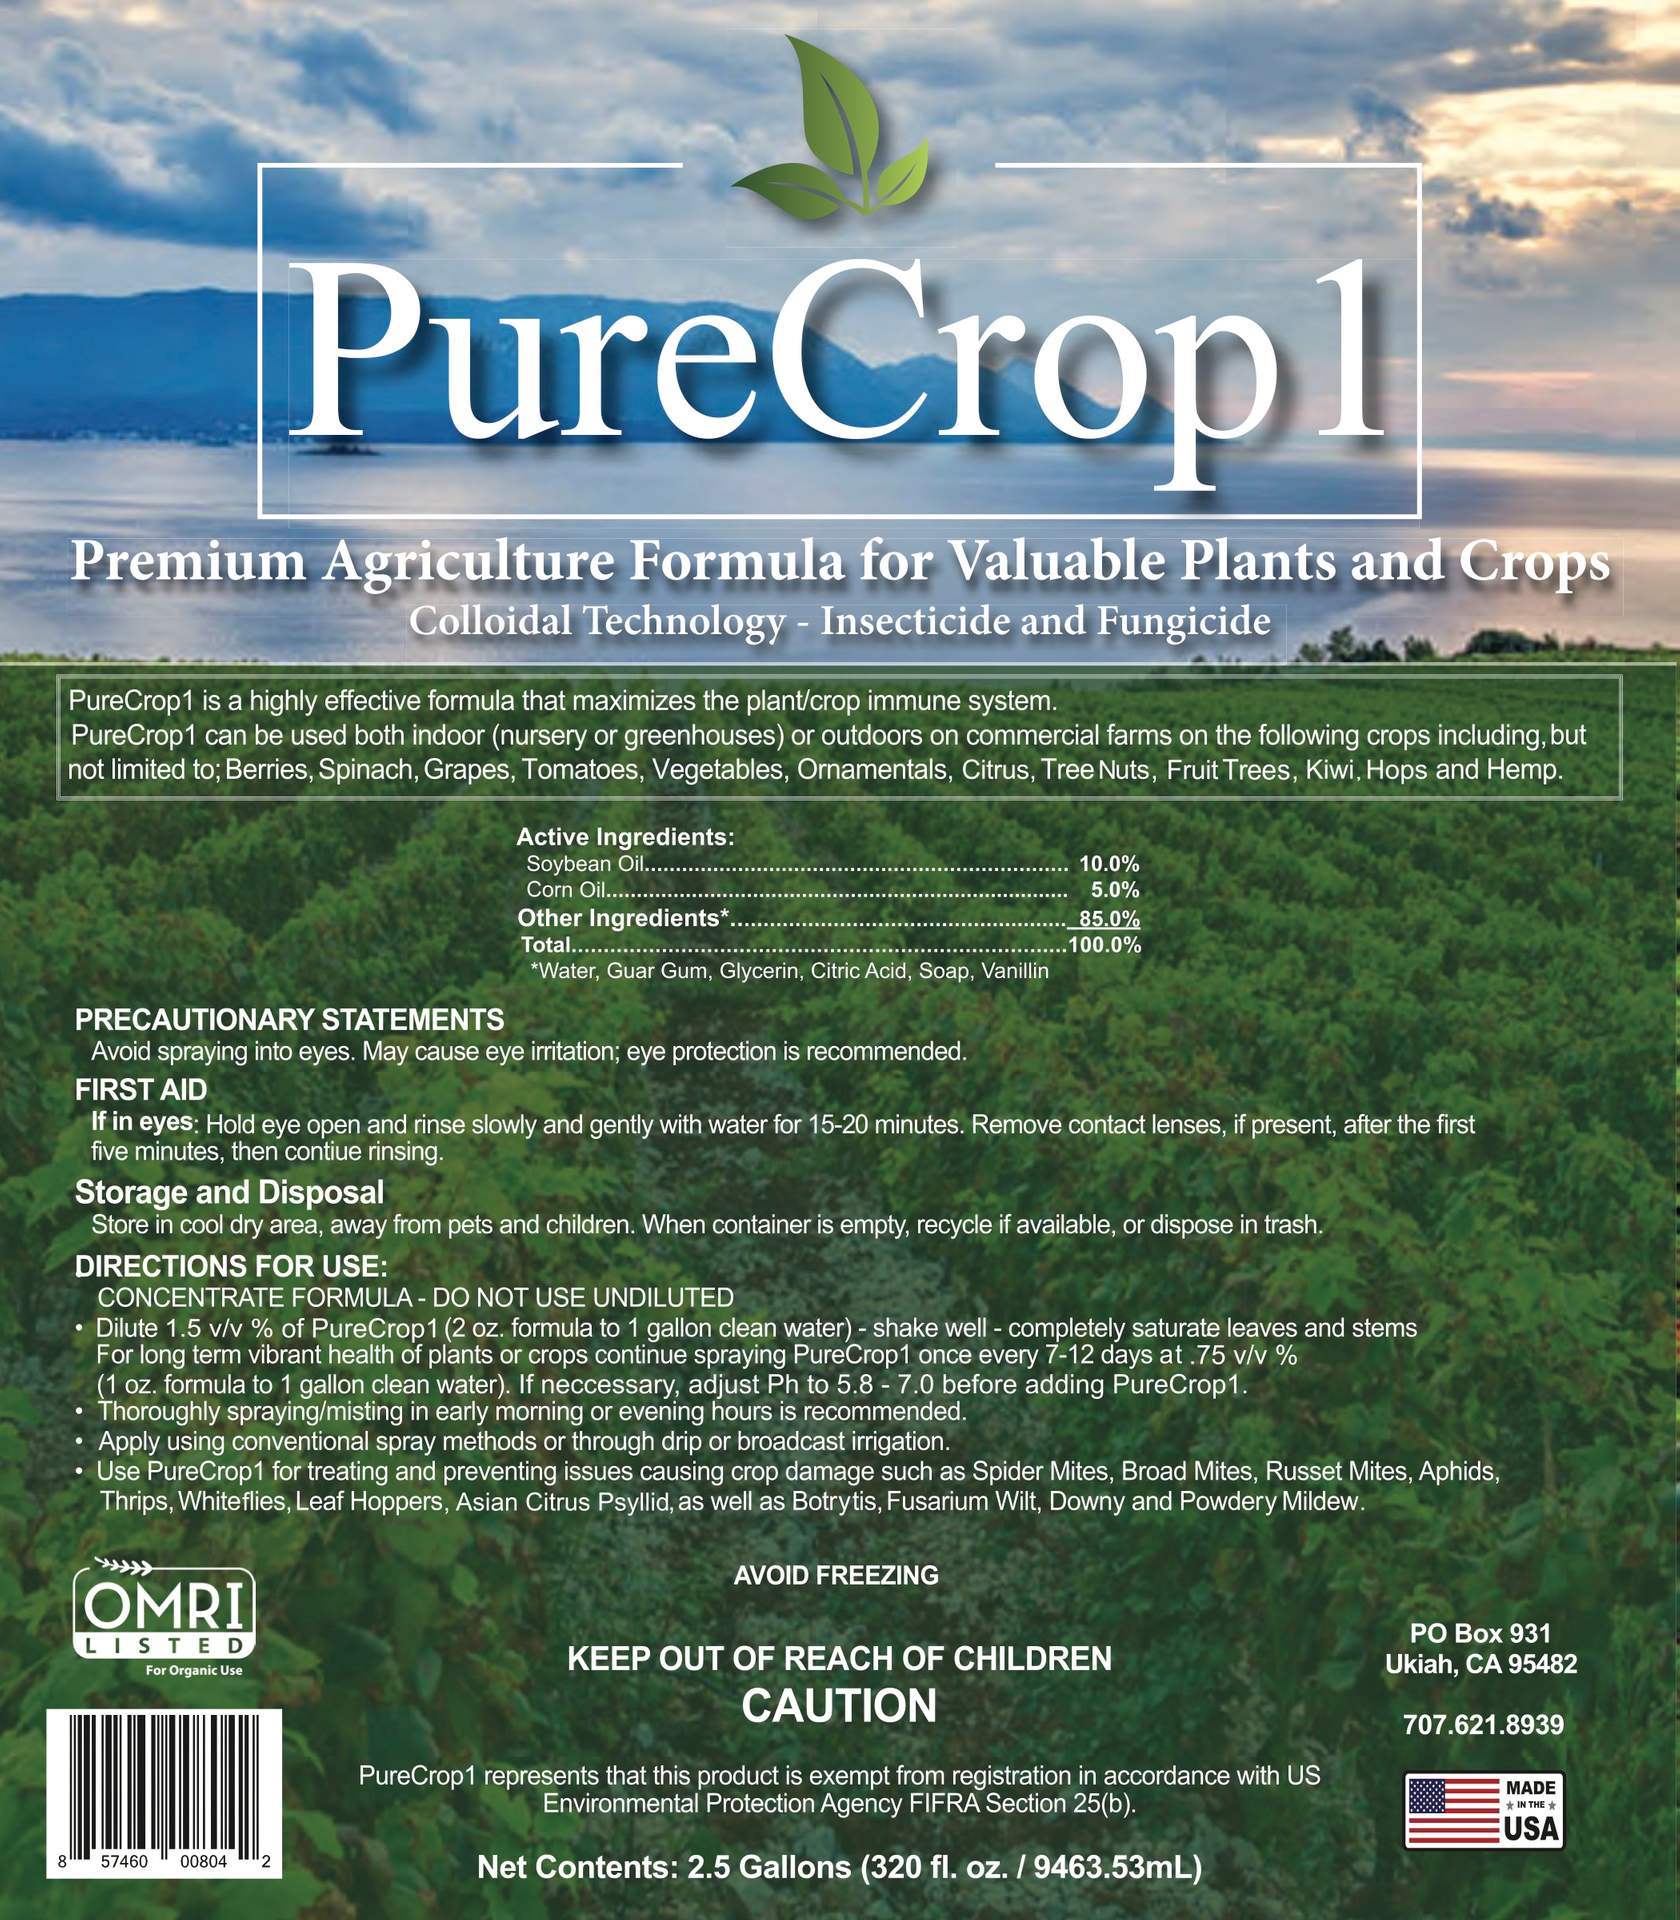 PureCrop1
Premium Agriculture Formula for Valuable Plants and Crops
Colloidal Technology - Insecticide and Fungicide
PureCrop1 is a highly effective formula that maximizes the plant/crop immune system.
PureCrop1 can be used both indoor (nursery or greenhouses) or outdoors on commercial farms on the following crops including, but
not limited to; Berries, Spinach, Grapes, Tomatoes, Vegetables, Ornamentals, Citrus, Tree Nuts, Fruit Trees, Kiwi, Hops and Hemp.
Active Ingredients:
Soybean Oil.................................................................... 10.0%
Corn Oil.......................................................................... 5.0%
Other Ingredients*.................................................... 85.0%
Total...........................................................................100.0%
*Water, Guar Gum, Glycerin, Citric Acid, Soap, Vanillin
PRECAUTIONARY STATEMENTS
Avoid spraying into eyes. May cause eye irritation; eye protection is recommended.
FIRST AID
If in eyes: Hold eye open and rinse slowly and gently with water for 15-20 minutes. Remove contact lenses, if present, after the first
five minutes, then contiue rinsing.
Storage and Disposal
Store in cool dry area, away from pets and children. When container is empty, recycle if available, or dispose in trash.
DIRECTIONS FOR USE:
CONCENTRATE FORMULA - DO NOT USE UNDILUTED
• Dilute 1.5 v/v % of PureCrop1 (2 oz. formula to 1 gallon clean water) - shake well - completely saturate leaves and stems
For long term vibrant health of plants or crops continue spraying PureCrop1 once every 7-12 days at .75 v/v %
(1 oz. formula to 1 gallon clean water). If neccessary, adjust Ph to 5.8 - 7.0 before adding PureCrop1.
• Thoroughly spraying/misting in early morning or evening hours is recommended.
• Apply using conventional spray methods or through drip or broadcast irrigation.
• Use PureCrop1 for treating and preventing issues causing crop damage such as Spider Mites, Broad Mites, Russet Mites, Aphids,
Thrips, Whiteflies, Leaf Hoppers, Asian Citrus Psyllid, as well as Botrytis, Fusarium Wilt, Downy and Powdery Mildew.
OMRI
LISTED
For Organic Use
AVOID FREEZING
KEEP OUT OF REACH OF CHILDREN
CAUTION
PO Box 931
Ukiah, CA 95482
707.621.8939
PureCrop1 represents that this product is exempt from registration in accordance with US
Environmental Protection Agency FIFRA Section 25(b).
MADE
IN THE
USA
8 57460 00804 2
Net Contents: 2.5 Gallons (320 fl. oz. / 9463.53mL)